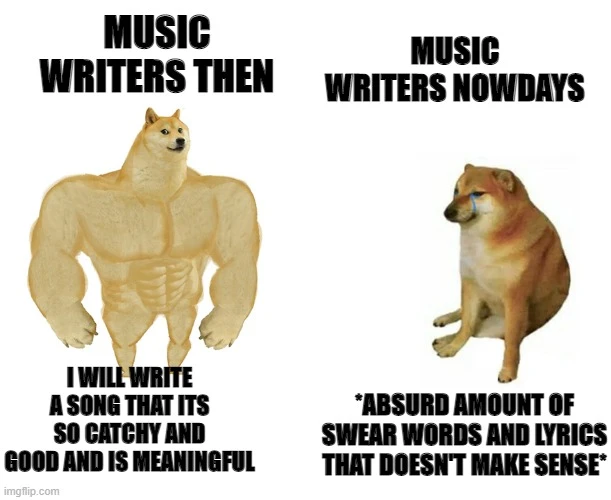 MUSIC
WRITERS THEN
MUSIC
WRITERS NOWDAYS
I WILL WRITE
A SONG THAT ITS
SO CATCHY AND
GOOD AND IS MEANINGFUL
*ABSURD AMOUNT OF
SWEAR WORDS AND LYRICS
THAT DOESN'T MAKE SENSE*
imgflip.com